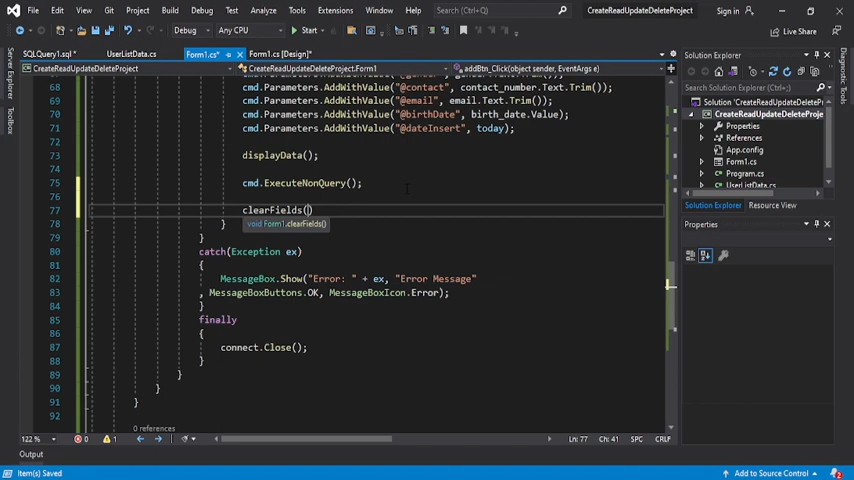 File Edit View Git Project Build Debug Test Analyze Tools Extensions Window Help Search (Ctrl+Q) CreateReadUpdateDeleteProject Sign in
Debug Any CPU Start Live Share
SQLQuery1.sql* UserListData.cs Form1.cs* Form1.cs [Design]* Solution Explorer
CreateReadUpdateDeleteProject CreateReadUpdateDeleteProject.Form1 addBtn_Click(object sender, EventArgs e)
68 cmd.Parameters.AddWithValue("@contact", contact_number.Text.Trim());
69 cmd.Parameters.AddWithValue("@email", email.Text.Trim());
70 cmd.Parameters.AddWithValue("@birthDate", birth_date.Value);
71 cmd.Parameters.AddWithValue("@dateInsert", today);
72
73 displayData();
74
75 cmd.ExecuteNonQuery();
76
77 clearFields()
void Form1.clearFields()
78 }
79 }
80 catch(Exception ex)
81 {
82 MessageBox.Show("Error: " + ex, "Error Message"
83 , MessageBoxButtons.OK, MessageBoxIcon.Error);
84 }
85 finally
86 {
87 connect.Close();
88 }
89 }
90 }
91 }
92
0 references
Search Solution Explorer (Ctrl+;)
Solution 'CreateReadUpdateDeletePr
CreateReadUpdateDeleteProje
Properties
References
App.config
Form1.cs
Program.cs
UserListData.cs
Solution Explorer Resource View
Properties
Server Explorer
Toolbox
Diagnostic Tools
122 % 0 1 Ln: 77 Ch: 41 SPC CRLF
Output
Item(s) Saved Add to Source Control